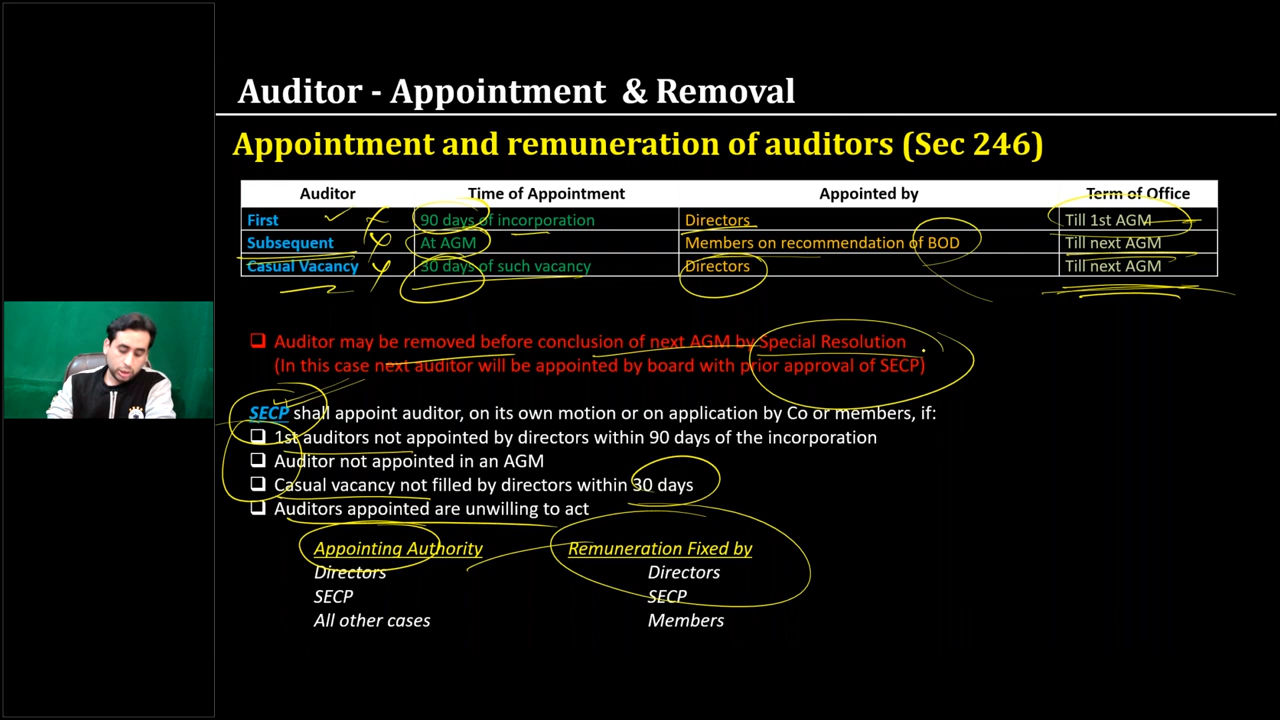 Auditor - Appointment & Removal
Appointment and remuneration of auditors (Sec 246)
Auditor Time of Appointment Appointed by Term of Office
First 90 days of incorporation Directors Till 1st AGM
Subsequent At AGM Members on recommendation of BOD Till next AGM
Casual Vacancy 30 days of such vacancy Directors Till next AGM
❑ Auditor may be removed before conclusion of next AGM by Special Resolution
(In this case next auditor will be appointed by board with prior approval of SECP)
SECP shall appoint auditor, on its own motion or on application by Co or members, if:
❑ 1st auditors not appointed by directors within 90 days of the incorporation
❑ Auditor not appointed in an AGM
❑ Casual vacancy not filled by directors within 30 days
❑ Auditors appointed are unwilling to act
Appointing Authority Remuneration Fixed by
Directors Directors
SECP SECP
All other cases Members